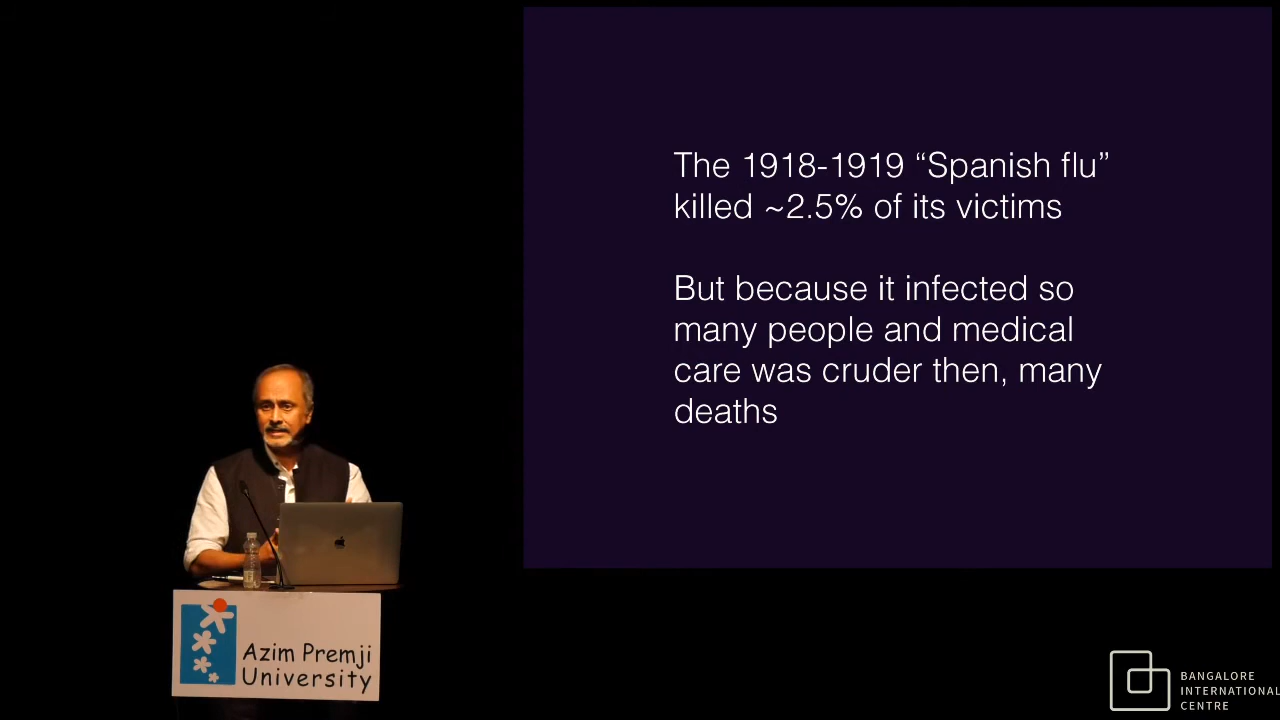 The 1918-1919 “Spanish flu”
killed ~2.5% of its victims
But because it infected so
many people and medical
care was cruder then, many
deaths
Azim Premji
University
BANGALORE
INTERNATIONAL
CENTRE